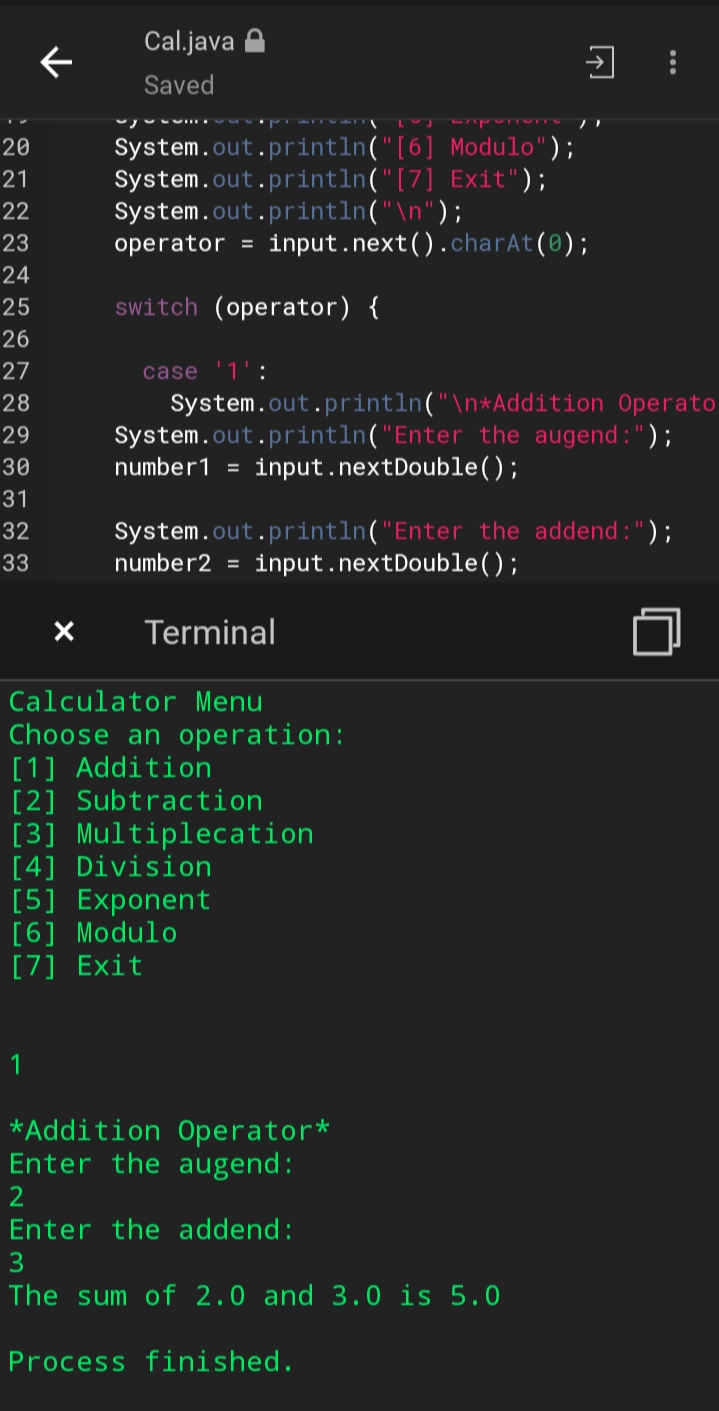 Cal.java
Saved
20 System.out.println("[6] Modulo");
21 System.out.println("[7] Exit");
22 System.out.println("\n");
23 operator = input.next().charAt(0);
24
25 switch (operator) {
26
27 case '1':
28 System.out.println("\n*Addition Operato
29 System.out.println("Enter the augend:");
30 number1 = input.nextDouble();
31
32 System.out.println("Enter the addend:");
33 number2 = input.nextDouble();
× Terminal
Calculator Menu
Choose an operation:
[1] Addition
[2] Subtraction
[3] Multiplecation
[4] Division
[5] Exponent
[6] Modulo
[7] Exit
1
*Addition Operator*
Enter the augend:
2
Enter the addend:
3
The sum of 2.0 and 3.0 is 5.0
Process finished.